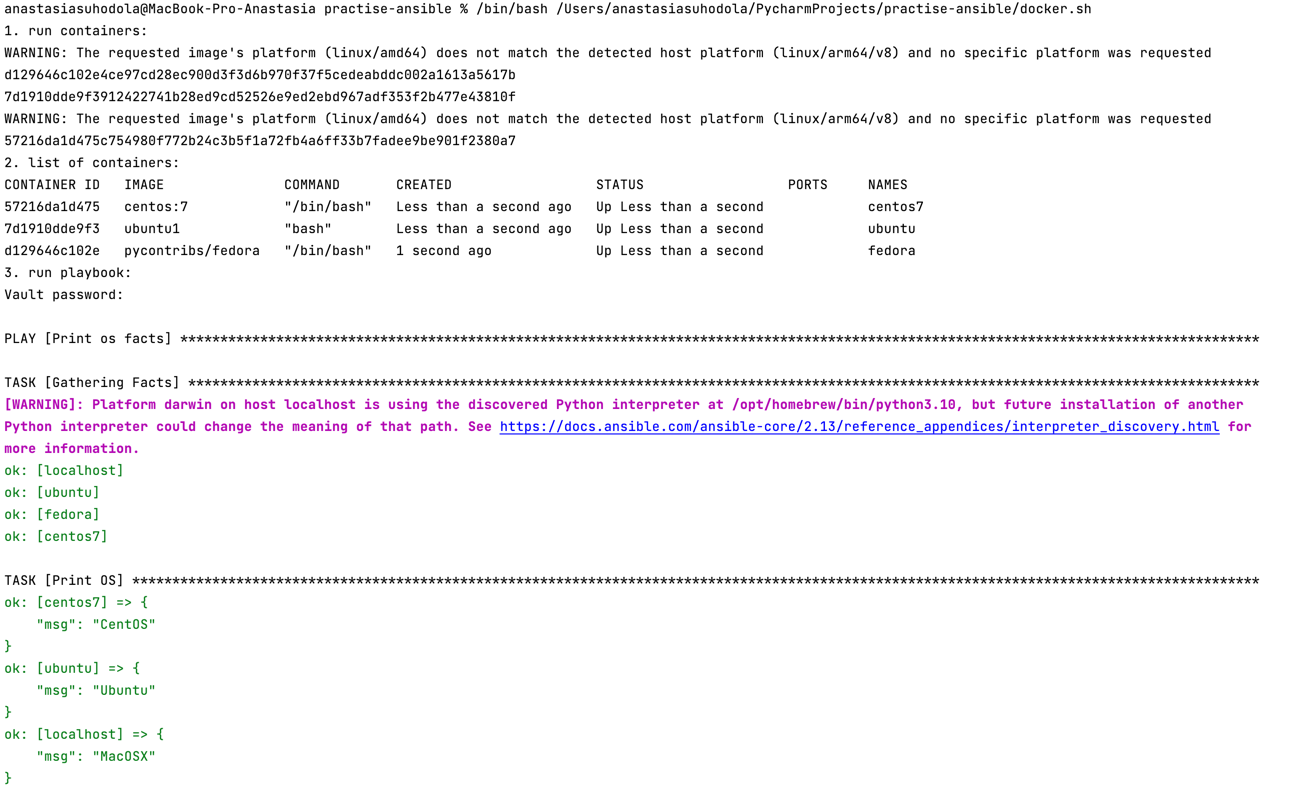 anastasiasuhodola@MacBook-Pro-Anastasia practise-ansible % /bin/bash /Users/anastasiasuhodola/PycharmProjects/practise-ansible/docker.sh
1. run containers:
WARNING: The requested image's platform (linux/amd64) does not match the detected host platform (linux/arm64/v8) and no specific platform was requested
d129646c102e4ce97cd28ec900d3f3d6b970f37f5cedeabddc002a1613a5617b
7d1910dde9f3912422741b28ed9cd52526e9ed2ebd967adf353f2b477e43810f
WARNING: The requested image's platform (linux/amd64) does not match the detected host platform (linux/arm64/v8) and no specific platform was requested
57216da1d475c754980f772b24c3b5f1a72fb4a6ff33b7fadee9be901f2380a7
2. list of containers:
CONTAINER ID   IMAGE               COMMAND       CREATED                  STATUS                  PORTS     NAMES
57216da1d475   centos:7            "/bin/bash"   Less than a second ago   Up Less than a second             centos7
7d1910dde9f3   ubuntu1             "bash"        Less than a second ago   Up Less than a second             ubuntu
d129646c102e   pycontribs/fedora   "/bin/bash"   1 second ago             Up Less than a second             fedora
3. run playbook:
Vault password:
PLAY [Print os facts] ***************************************************************************************************************************************
TASK [Gathering Facts] **************************************************************************************************************************************
[WARNING]: Platform darwin on host localhost is using the discovered Python interpreter at /opt/homebrew/bin/python3.10, but future installation of another
Python interpreter could change the meaning of that path. See https://docs.ansible.com/ansible-core/2.13/reference_appendices/interpreter_discovery.html for
more information.
ok: [localhost]
ok: [ubuntu]
ok: [fedora]
ok: [centos7]
TASK [Print OS] *********************************************************************************************************************************************
ok: [centos7] => {
    "msg": "CentOS"
}
ok: [ubuntu] => {
    "msg": "Ubuntu"
}
ok: [localhost] => {
    "msg": "MacOSX"
}